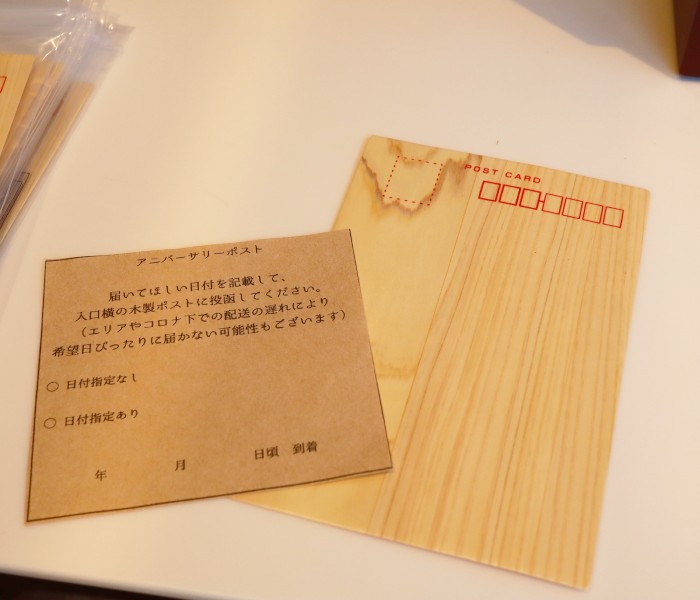 アニバーサリーポスト
届いてほしい日付を記載して、
入口横の木製ポストに投函してください。
(エリアやコロナ下での配送の遅れにより
希望日ぴったりに届かない可能性もございます)
○ 日付指定なし
○ 日付指定あり
年 月 日頃 到着
POST CARD